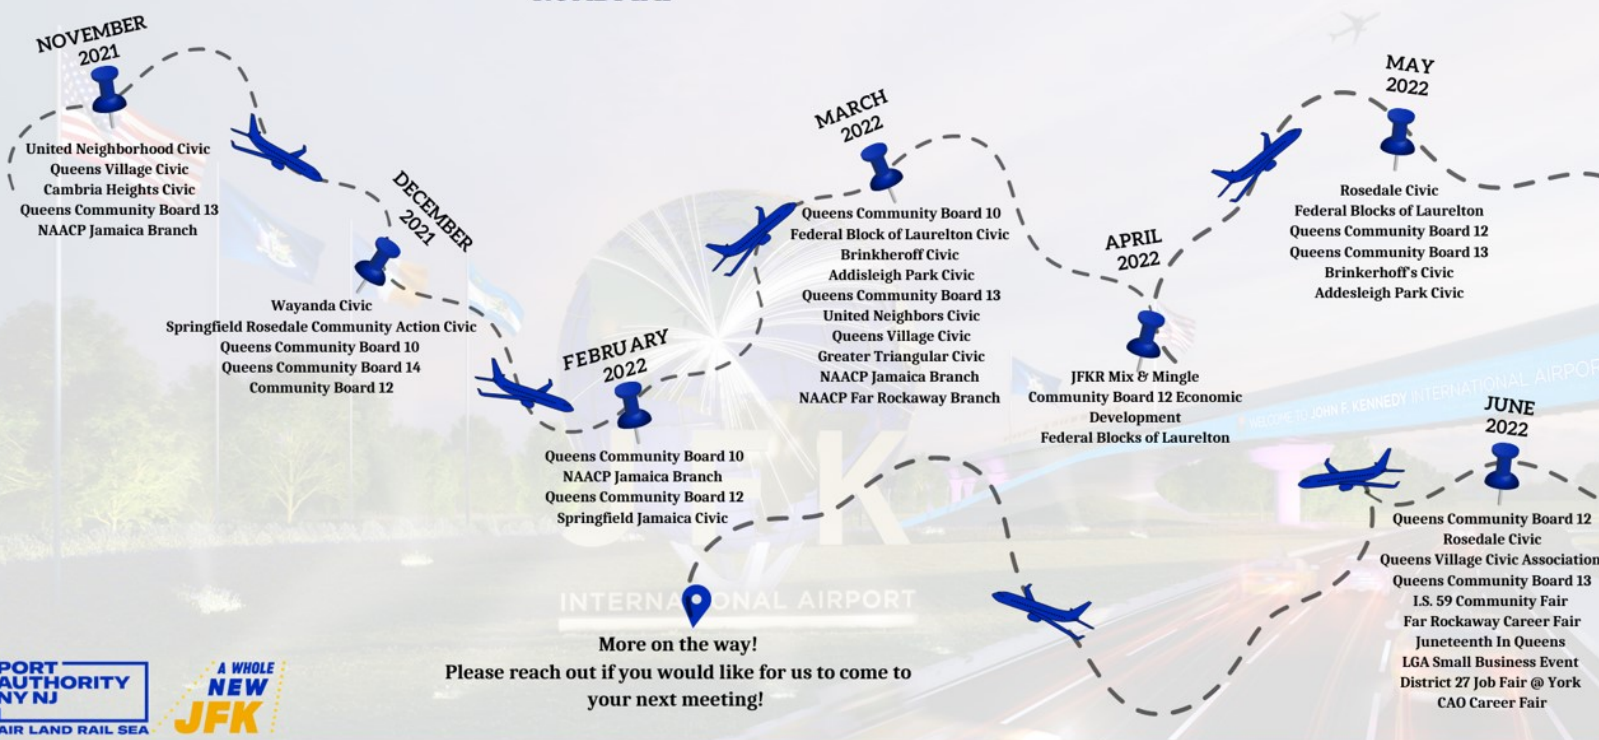 NOVEMBER
2021
United Neighborhood Civic
Queens Village Civic
Cambria Heights Civic
Queens Community Board 13
NAACP Jamaica Branch
DECEMBER
2021
Wayanda Civic
Springfield Rosedale Community Action Civic
Queens Community Board 10
Queens Community Board 14
Community Board 12
FEBRUARY
2022
Queens Community Board 10
NAACP Jamaica Branch
Queens Community Board 12
Springfield Jamaica Civic
MARCH
2022
Queens Community Board 10
Federal Block of Laurelton Civic
Brinkheroff Civic
Addisleigh Park Civic
Queens Community Board 13
United Neighbors Civic
Queens Village Civic
Greater Triangular Civic
NAACP Jamaica Branch
NAACP Far Rockaway Branch
APRIL
2022
JFKR Mix & Mingle
Community Board 12 Economic
Development
Federal Blocks of Laurelton
MAY
2022
Rosedale Civic
Federal Blocks of Laurelton
Queens Community Board 12
Queens Community Board 13
Brinkerhoff's Civic
Addesleigh Park Civic
WELCOME TO JOHN F. KENNEDY INTERNATIONAL AIRPOR
JUNE
2022
Queens Community Board 12
Rosedale Civic
Queens Village Civic Association
Queens Community Board 13
I.S. 59 Community Fair
Far Rockaway Career Fair
Juneteenth In Queens
LGA Small Business Event
District 27 Job Fair @ York
CAO Career Fair
JFK
INTERNA ONAL AIRPORT
More on the way!
Please reach out if you would like for us to come to
your next meeting!
PORT
AUTHORITY
NY NJ
AIR LAND RAIL SEA
A WHOLE
NEW
JFK